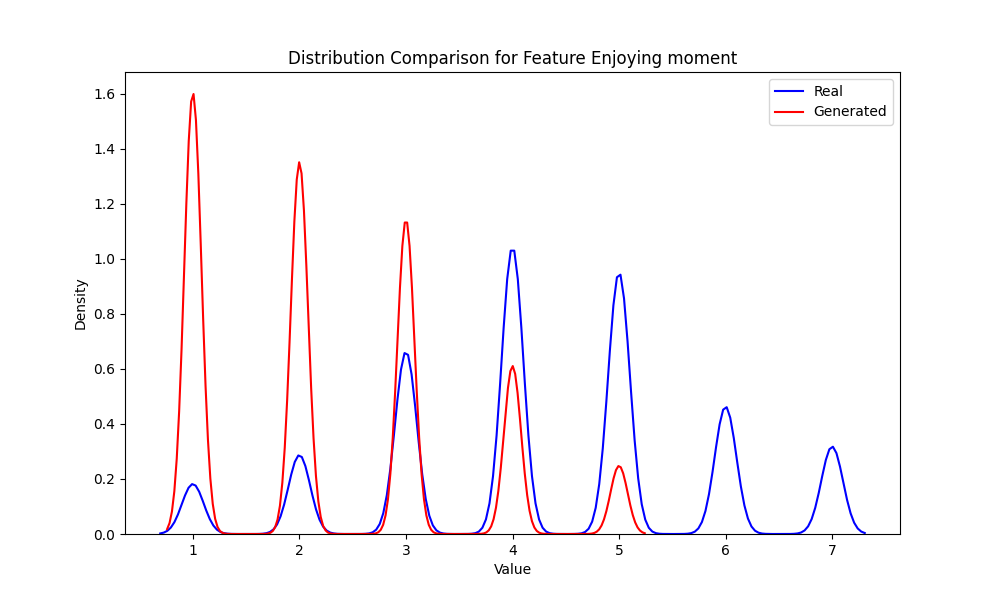 Distribution Comparison for Feature Enjoying moment
Real
Generated
1.6
1.4
1.2
1.0
0.8
0.6
0.4
0.2
0.0
Density
1 2 3 4 5 6 7
Value